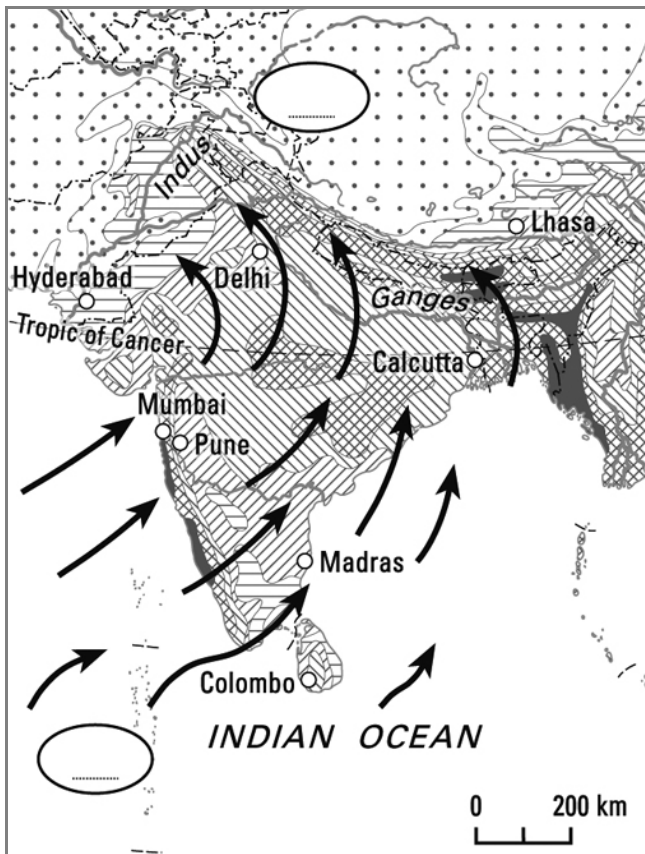 Indus
Lhasa
Hyderabad
Delhi
Ganges
Tropic of Cancer
Calcutta
Mumbai
Pune
Madras
Colombo
INDIAN OCEAN
0 200 km